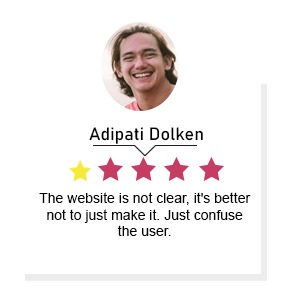 Adipati Dolken
The website is not clear, it's better
not to just make it. Just confuse
the user.